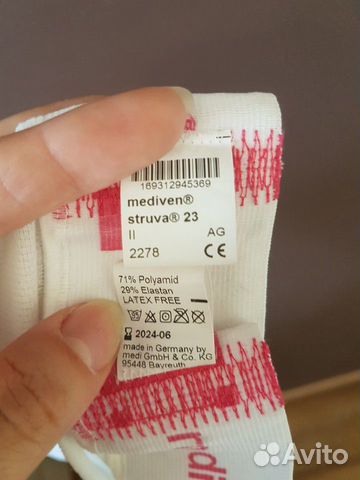 169312945369
mediven®
struva® 23
II AG
2278 CE
71% Polyamid
29% Elastan
LATEX FREE
2024-06
made in Germany by
medi GmbH & Co. KG
95448 Bayreuth
Avito